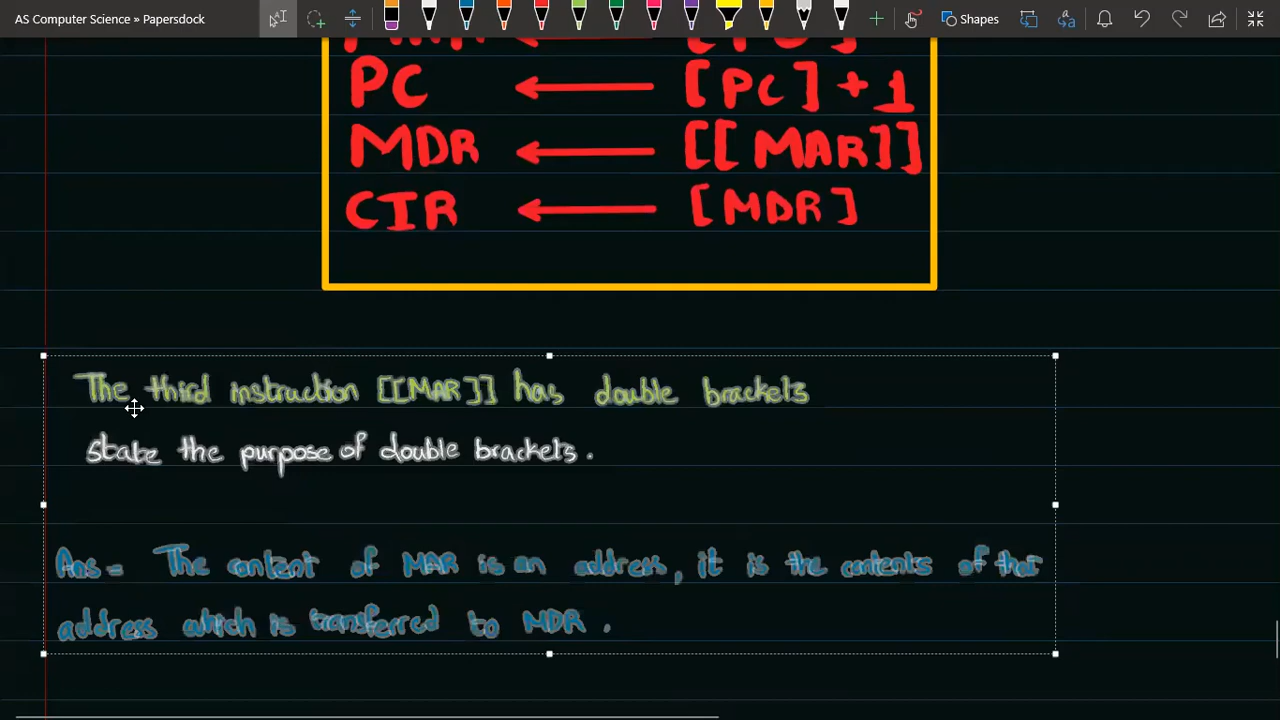 AS Computer Science » Papersdock
Shapes
PC ← [PC] + 1
MDR ← [[MAR]]
CIR ← [MDR]
The third instruction [[MAR]] has double brackets
State the purpose of double brackets.
Ans = The content of MAR is an address, it is the contents of that
address which is transferred to MDR.